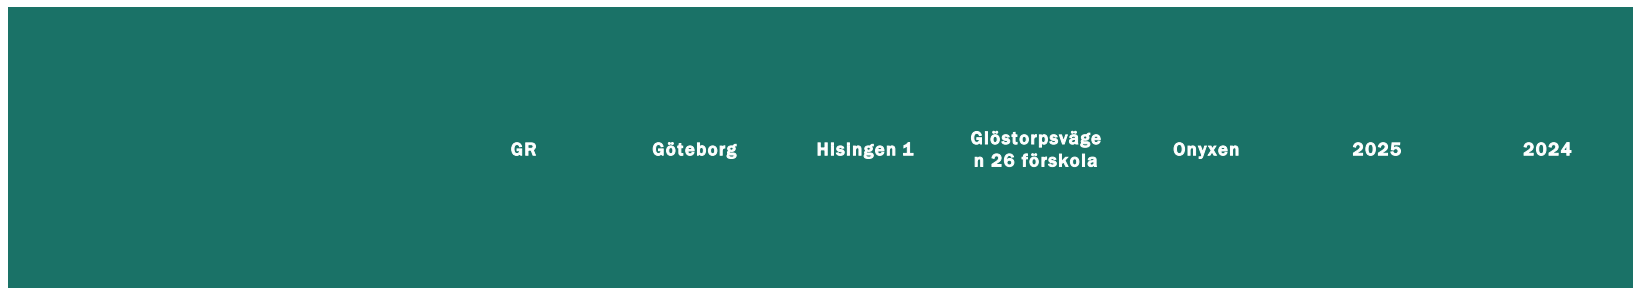 GR
Göteborg
Hisingen 1
Glöstorpsväge
n 26 förskola
Onyxen
2025
2024